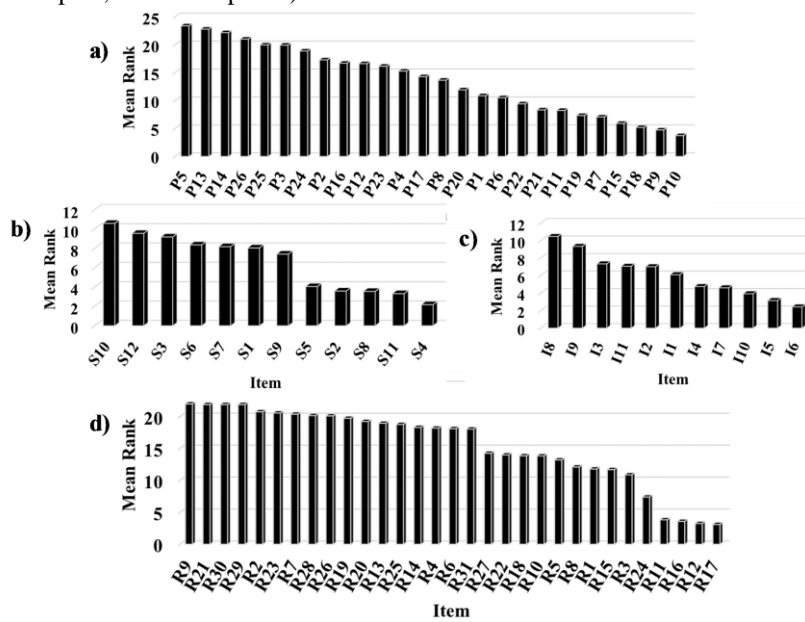 a)
Mean Rank
25
20
15
10
5
0
P5 P13 P14 P26 P25 P3 P24 P2 P16 P12 P23 P4 P17 P8 P20 P1 P6 P22 P21 P11 P19 P7 P15 P18 P9 P10
b)
Mean Rank
12
10
8
6
4
2
0
S10 S12 S3 S6 S7 S1 S9 S5 S2 S8 S11 S4
Item
c)
Mean Rank
12
10
8
6
4
2
0
I8 I9 I3 I11 I2 I1 I4 I7 I10 I5 I6
Item
d)
Mean Rank
20
15
10
5
0
R9 R21 R30 R29 R2 R23 R7 R28 R26 R19 R20 R13 R25 R14 R4 R6 R31 R27 R22 R18 R10 R5 R8 R1 R15 R3 R24 R11 R16 R12 R17
Item